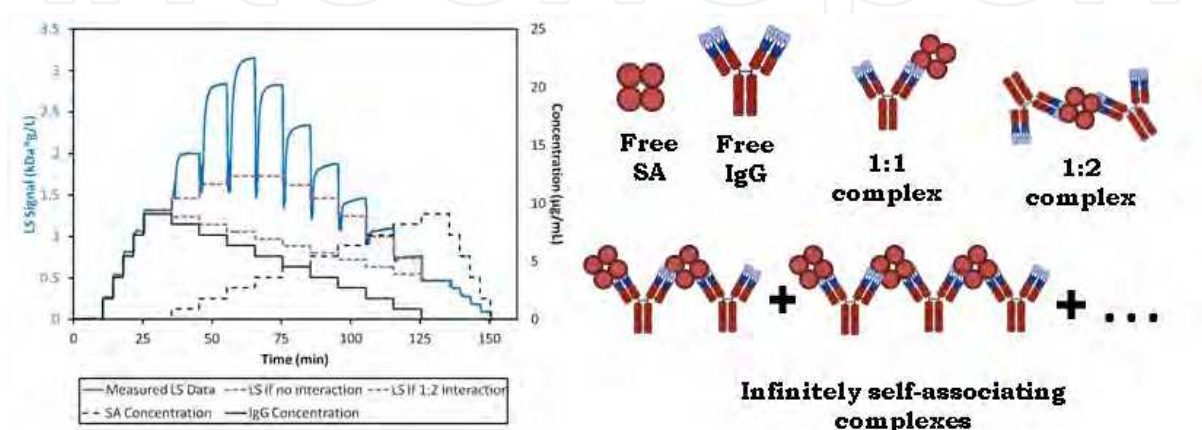 3.5
3
2.5
2
1.5
1
0.5
0
LS Signal (kDa*g/L)
25
20
15
10
5
0
Concentration (µg/mL)
0 25 50 75 100 125 150
Time (min)
Measured LS Data LS if no interaction LS if 1:2 interaction
SA Concentration IgG Concentration
Free
SA
Free
IgG
1:1
complex
1:2
complex
+ + ...
Infinitely self-associating
complexes